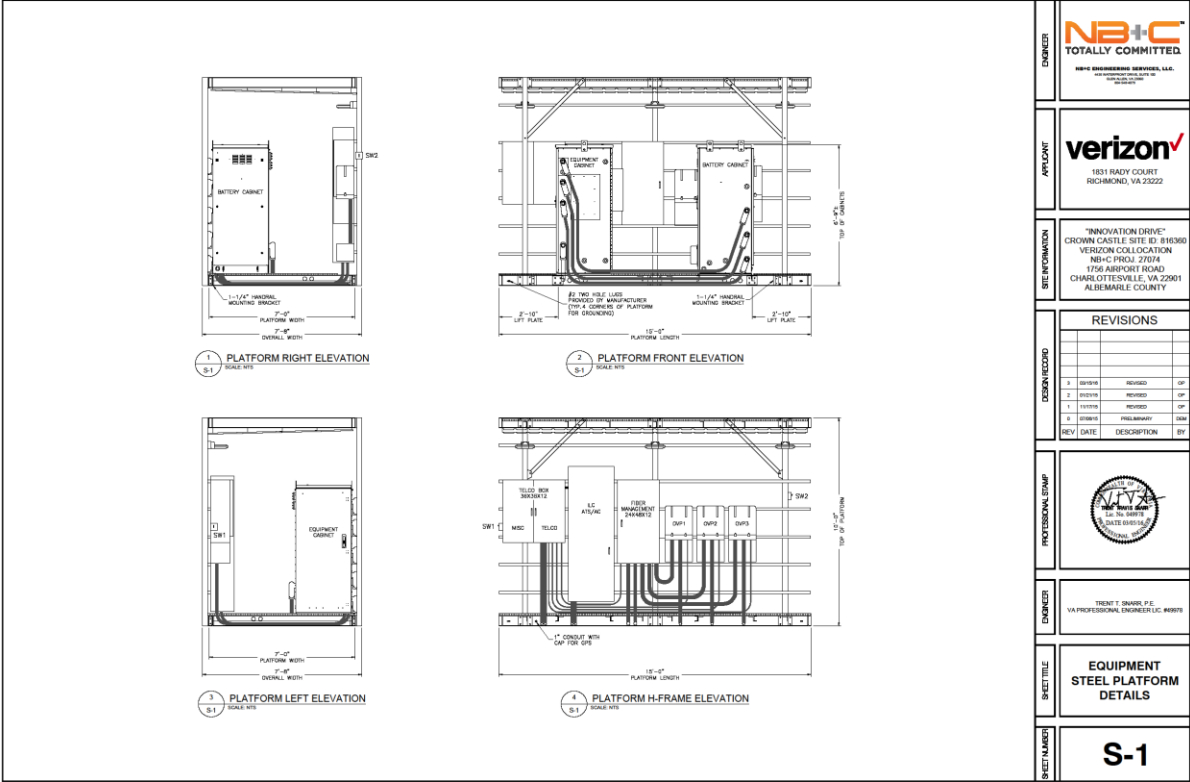 SW2
BATTERY CABINET
1-1/4" HANDRAIL
MOUNTING BRACKET
7'-0"
PLATFORM WIDTH
7'-8"
OVERALL WIDTH
1
S-1
PLATFORM RIGHT ELEVATION
SCALE: NTS
EQUIPMENT
CABINET
BATTERY CABINET
TOP OF CABINETS
#2 TWO HOLE LUGS
PROVIDED BY MANUFACTURER
(TYP. 4 CORNERS OF PLATFORM
FOR GROUNDING)
1-1/4" HANDRAIL
MOUNTING BRACKET
2'-10"
LIFT PLATE
2'-10"
LIFT PLATE
15'-0"
PLATFORM LENGTH
2
S-1
PLATFORM FRONT ELEVATION
SCALE: NTS
SW1
EQUIPMENT
CABINET
7'-0"
PLATFORM WIDTH
7'-8"
OVERALL WIDTH
3
S-1
PLATFORM LEFT ELEVATION
SCALE: NTS
TELCO BOX
36X36X12
MISC
TELCO
SW1
ILC
FIBER
MANAGEMENT
24X48X12
OVP1
OVP2
OVP3
SW2
TOP OF PLATFORM
1" CONDUIT WITH
CAP FOR GPS
15'-0"
PLATFORM LENGTH
4
S-1
PLATFORM H-FRAME ELEVATION
SCALE: NTS
ENGINEER
NB+C
TOTALLY COMMITTED.
NB+C ENGINEERING SERVICES, LLC.
APPLICANT
verizon
1831 RADY COURT
RICHMOND, VA 23222
SITE INFORMATION
"INNOVATION DRIVE"
CROWN CASTLE SITE ID: 816360
VERIZON COLLOCATION
NB+C PROJ. 27074
1756 AIRPORT ROAD
CHARLOTTESVILLE, VA 22901
ALBEMARLE COUNTY
DESIGN RECORD
REVISIONS
3 REVISED
2 REVISED
1 REVISED
0 PRELIMINARY
REV DATE DESCRIPTION BY
PROFESSIONAL STAMP
TRENT TRAVIS SNARR
ENGINEER
TRENT T. SNARR, P.E.
VA PROFESSIONAL ENGINEER LIC. #49978
SHEET TITLE
EQUIPMENT
STEEL PLATFORM
DETAILS
SHEET NUMBER
S-1